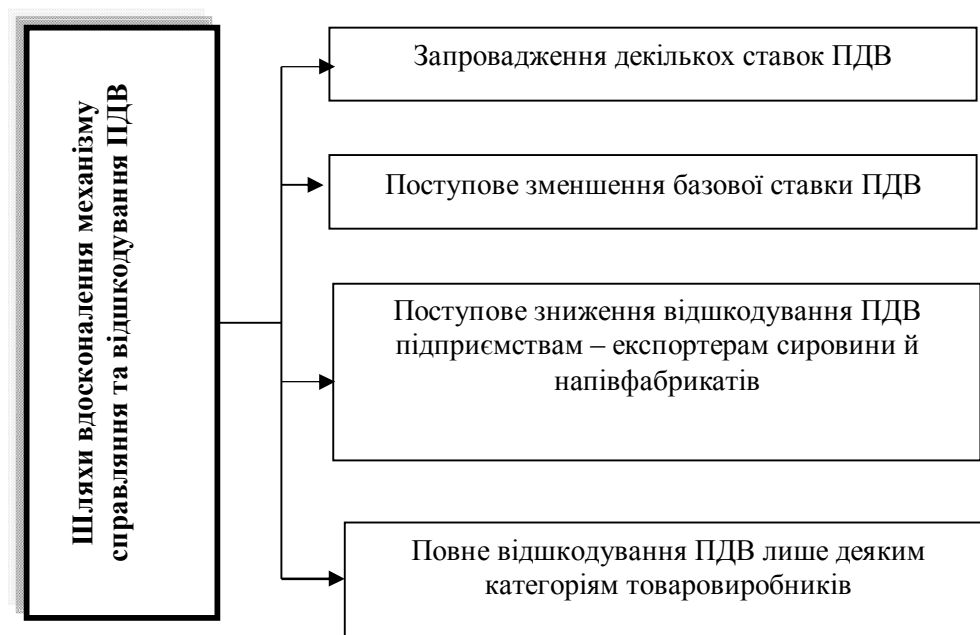 Шляхи вдосконалення механізму
справляння та відшкодування ПДВ
Запровадження декількох ставок ПДВ
Поступове зменшення базової ставки ПДВ
Поступове зниження відшкодування ПДВ
підприємствам – експортерам сировини й
напівфабрикатів
Повне відшкодування ПДВ лише деяким
категоріям товаровиробників